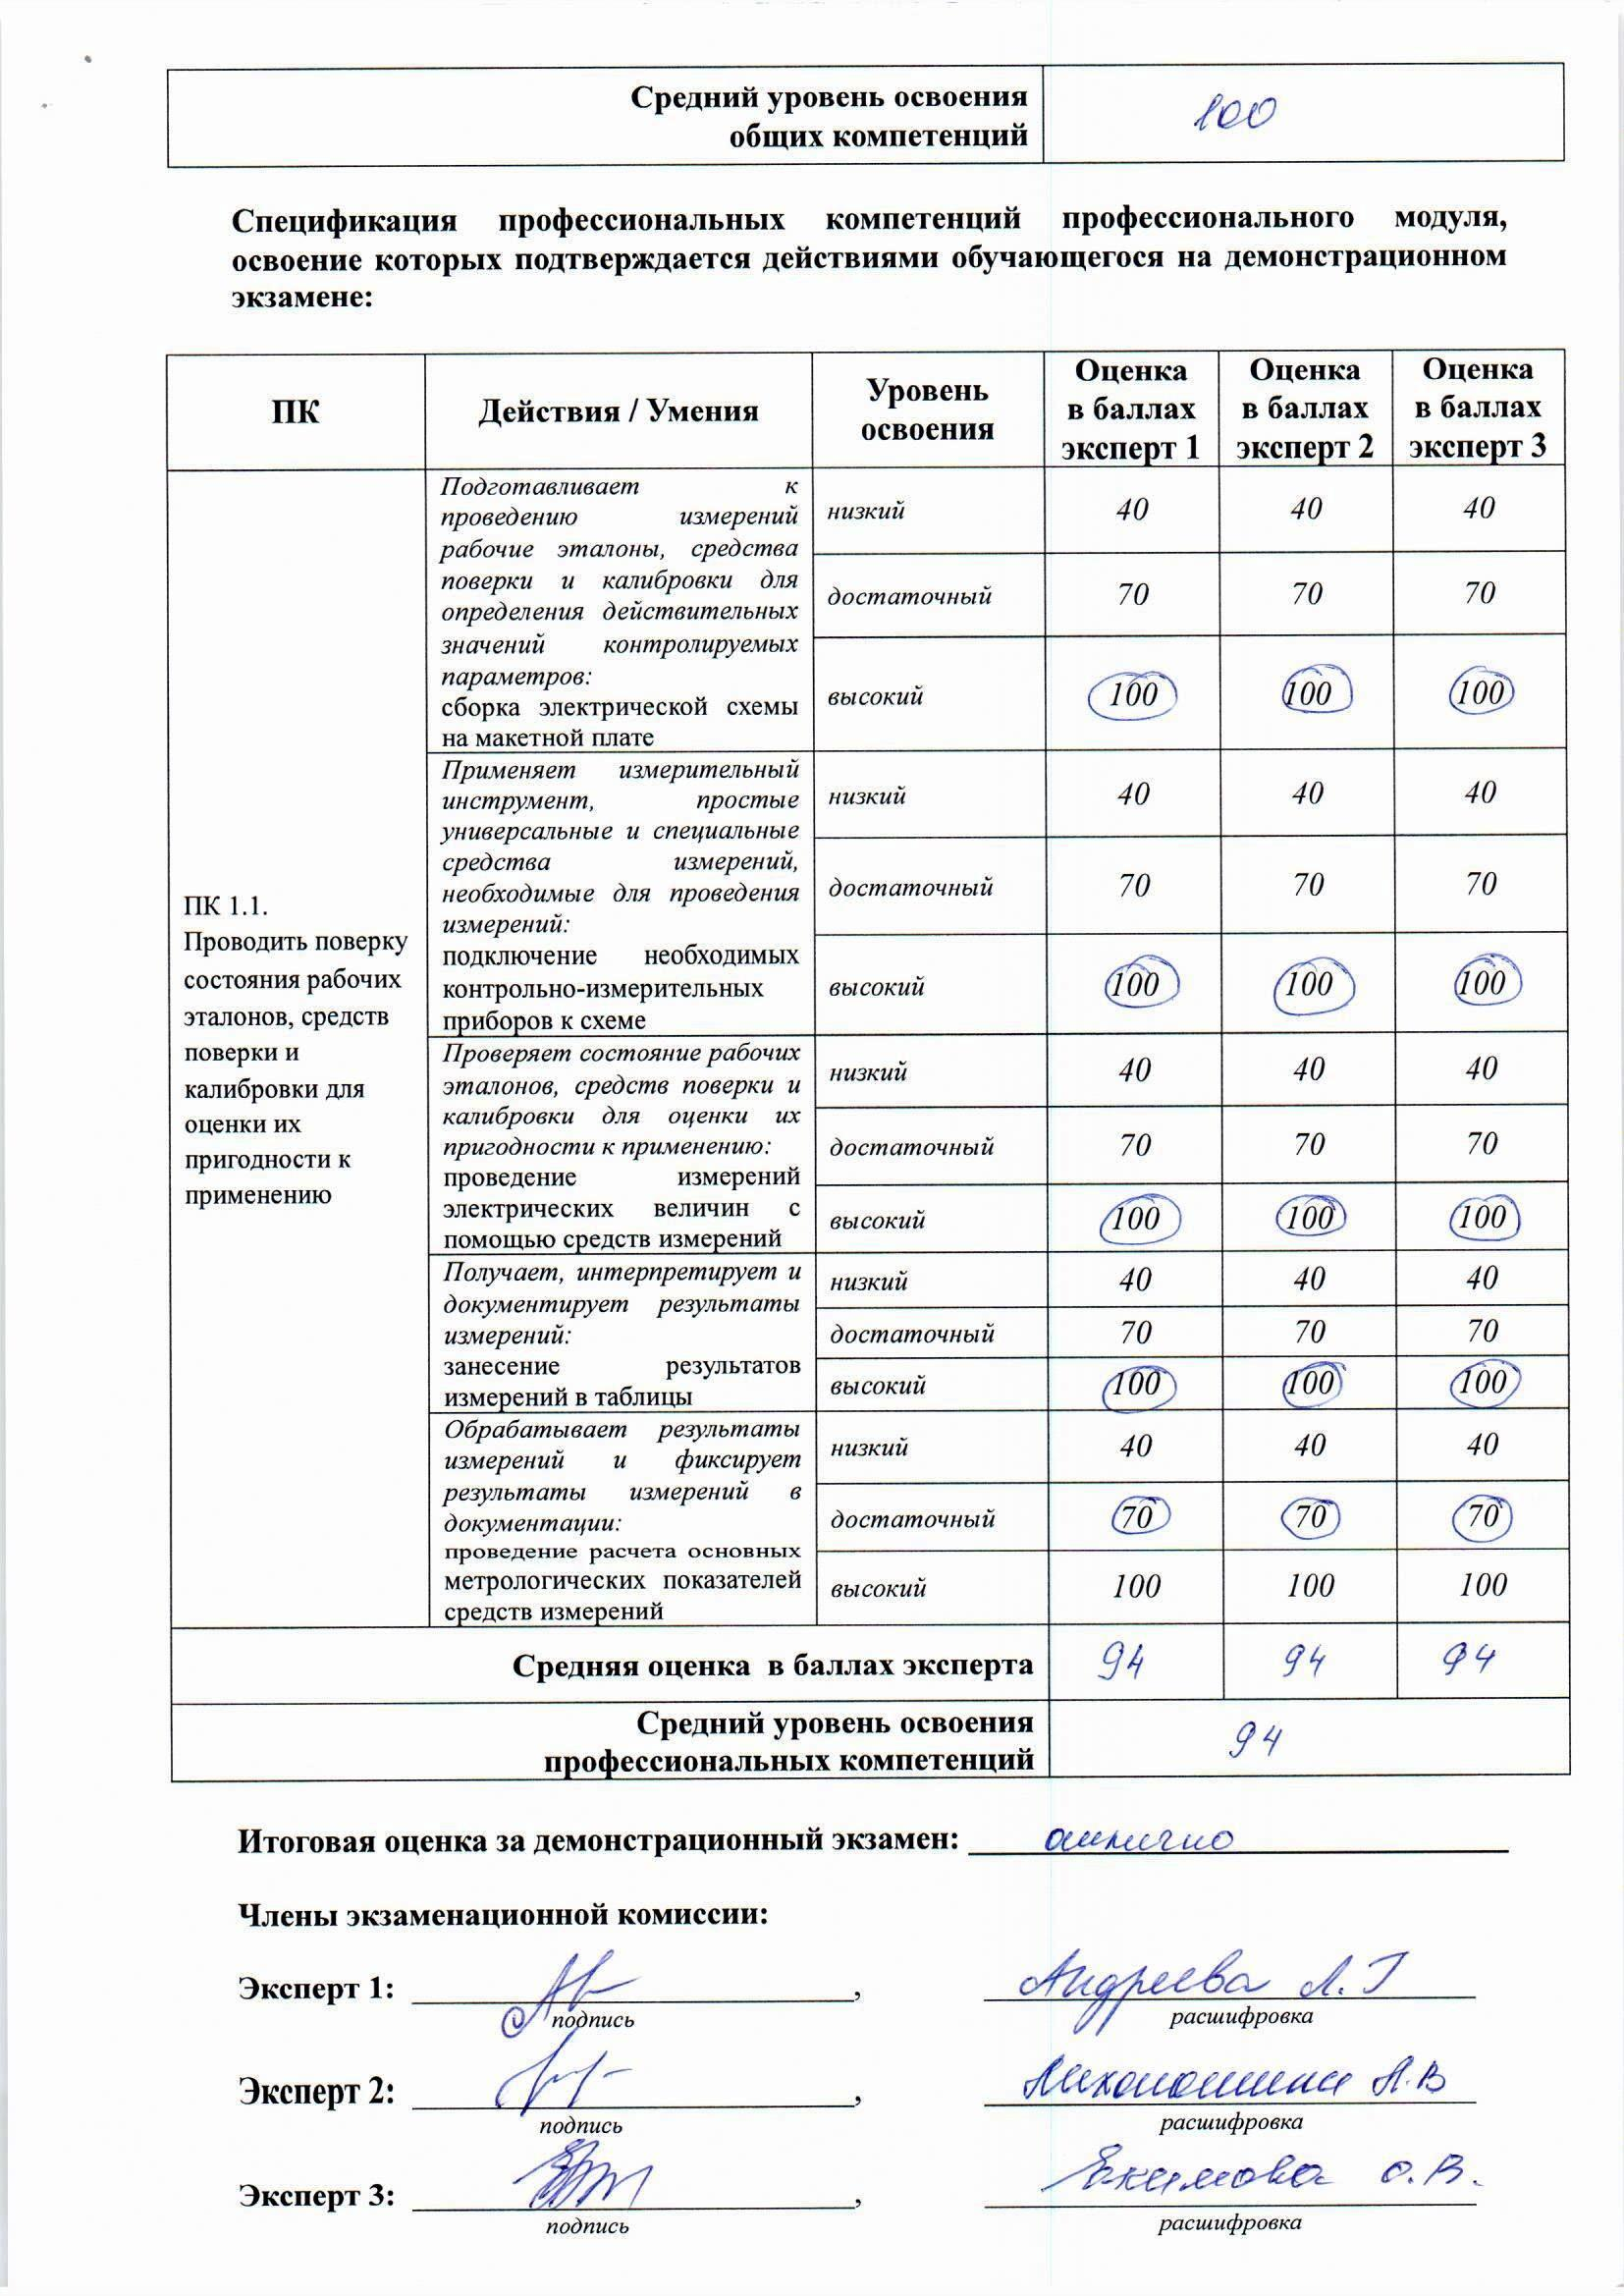 Средний уровень освоения
общих компетенций
100
Спецификация профессиональных компетенций профессионального модуля,
освоение которых подтверждается действиями обучающегося на демонстрационном
экзамене:
ПК
Действия / Умения
Уровень
освоения
Оценка
в баллах
эксперт 1
Оценка
в баллах
эксперт 2
Оценка
в баллах
эксперт 3
ПК 1.1.
Проводить поверку
состояния рабочих
эталонов, средств
поверки и
калибровки для
оценки их
пригодности к
применению
Подготавливает к
проведению измерений
рабочие эталоны, средства
поверки и калибровки для
определения действительных
значений контролируемых
параметров:
сборка электрической схемы
на макетной плате
низкий 40 40 40
достаточный 70 70 70
высокий 100 100 100
Применяет измерительный
инструмент, простые
универсальные и специальные
средства измерений,
необходимые для проведения
измерений:
подключение необходимых
контрольно-измерительных
приборов к схеме
низкий 40 40 40
достаточный 70 70 70
высокий 100 100 100
Проверяет состояние рабочих
эталонов, средств поверки и
калибровки для оценки их
пригодности к применению:
проведение измерений
электрических величин с
помощью средств измерений
низкий 40 40 40
достаточный 70 70 70
высокий 100 100 100
Получает, интерпретирует и
документирует результаты
измерений:
занесение результатов
измерений в таблицы
низкий 40 40 40
достаточный 70 70 70
высокий 100 100 100
Обрабатывает результаты
измерений и фиксирует
результаты измерений в
документации:
проведение расчета основных
метрологических показателей
средств измерений
низкий 40 40 40
достаточный 70 70 70
высокий 100 100 100
Средняя оценка в баллах эксперта 94 94 94
Средний уровень освоения
профессиональных компетенций
94
Итоговая оценка за демонстрационный экзамен: отлично
Члены экзаменационной комиссии:
Эксперт 1: , Андреева Л. Г
подпись расшифровка
Эксперт 2: , А.В
подпись расшифровка
Эксперт 3: , Екимова О.В.
подпись расшифровка